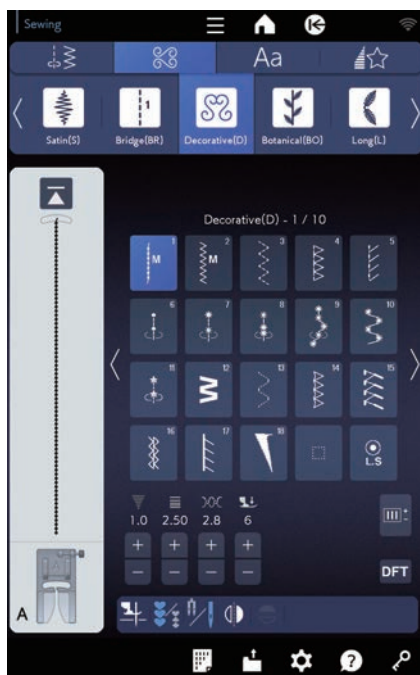 Sewing
Aa
1
Satin(S) Bridge(BR) Decorative(D) Botanical(BO) Long(L)
Decorative(D) - 1 / 10
1 2 3 4 5
M M
6 7 8 9 10
11 12 13 14 15
16 17 18
L.S
1.0 2.50 2.8 6
+ + + +
− − − −
DFT
A
?